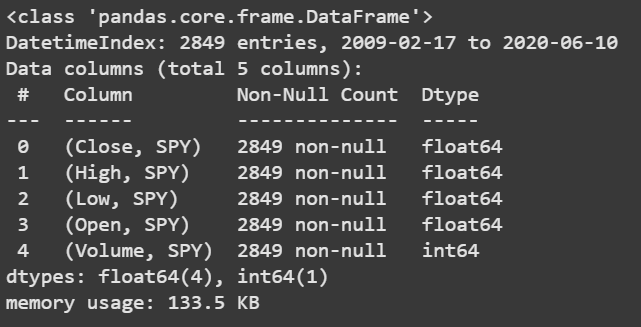 <class 'pandas.core.frame.DataFrame'>
DatetimeIndex: 2849 entries, 2009-02-17 to 2020-06-10
Data columns (total 5 columns):
 #   Column         Non-Null Count  Dtype
---  ------         --------------  -----
 0   (Close, SPY)   2849 non-null   float64
 1   (High, SPY)    2849 non-null   float64
 2   (Low, SPY)     2849 non-null   float64
 3   (Open, SPY)    2849 non-null   float64
 4   (Volume, SPY)  2849 non-null   int64
dtypes: float64(4), int64(1)
memory usage: 133.5 KB